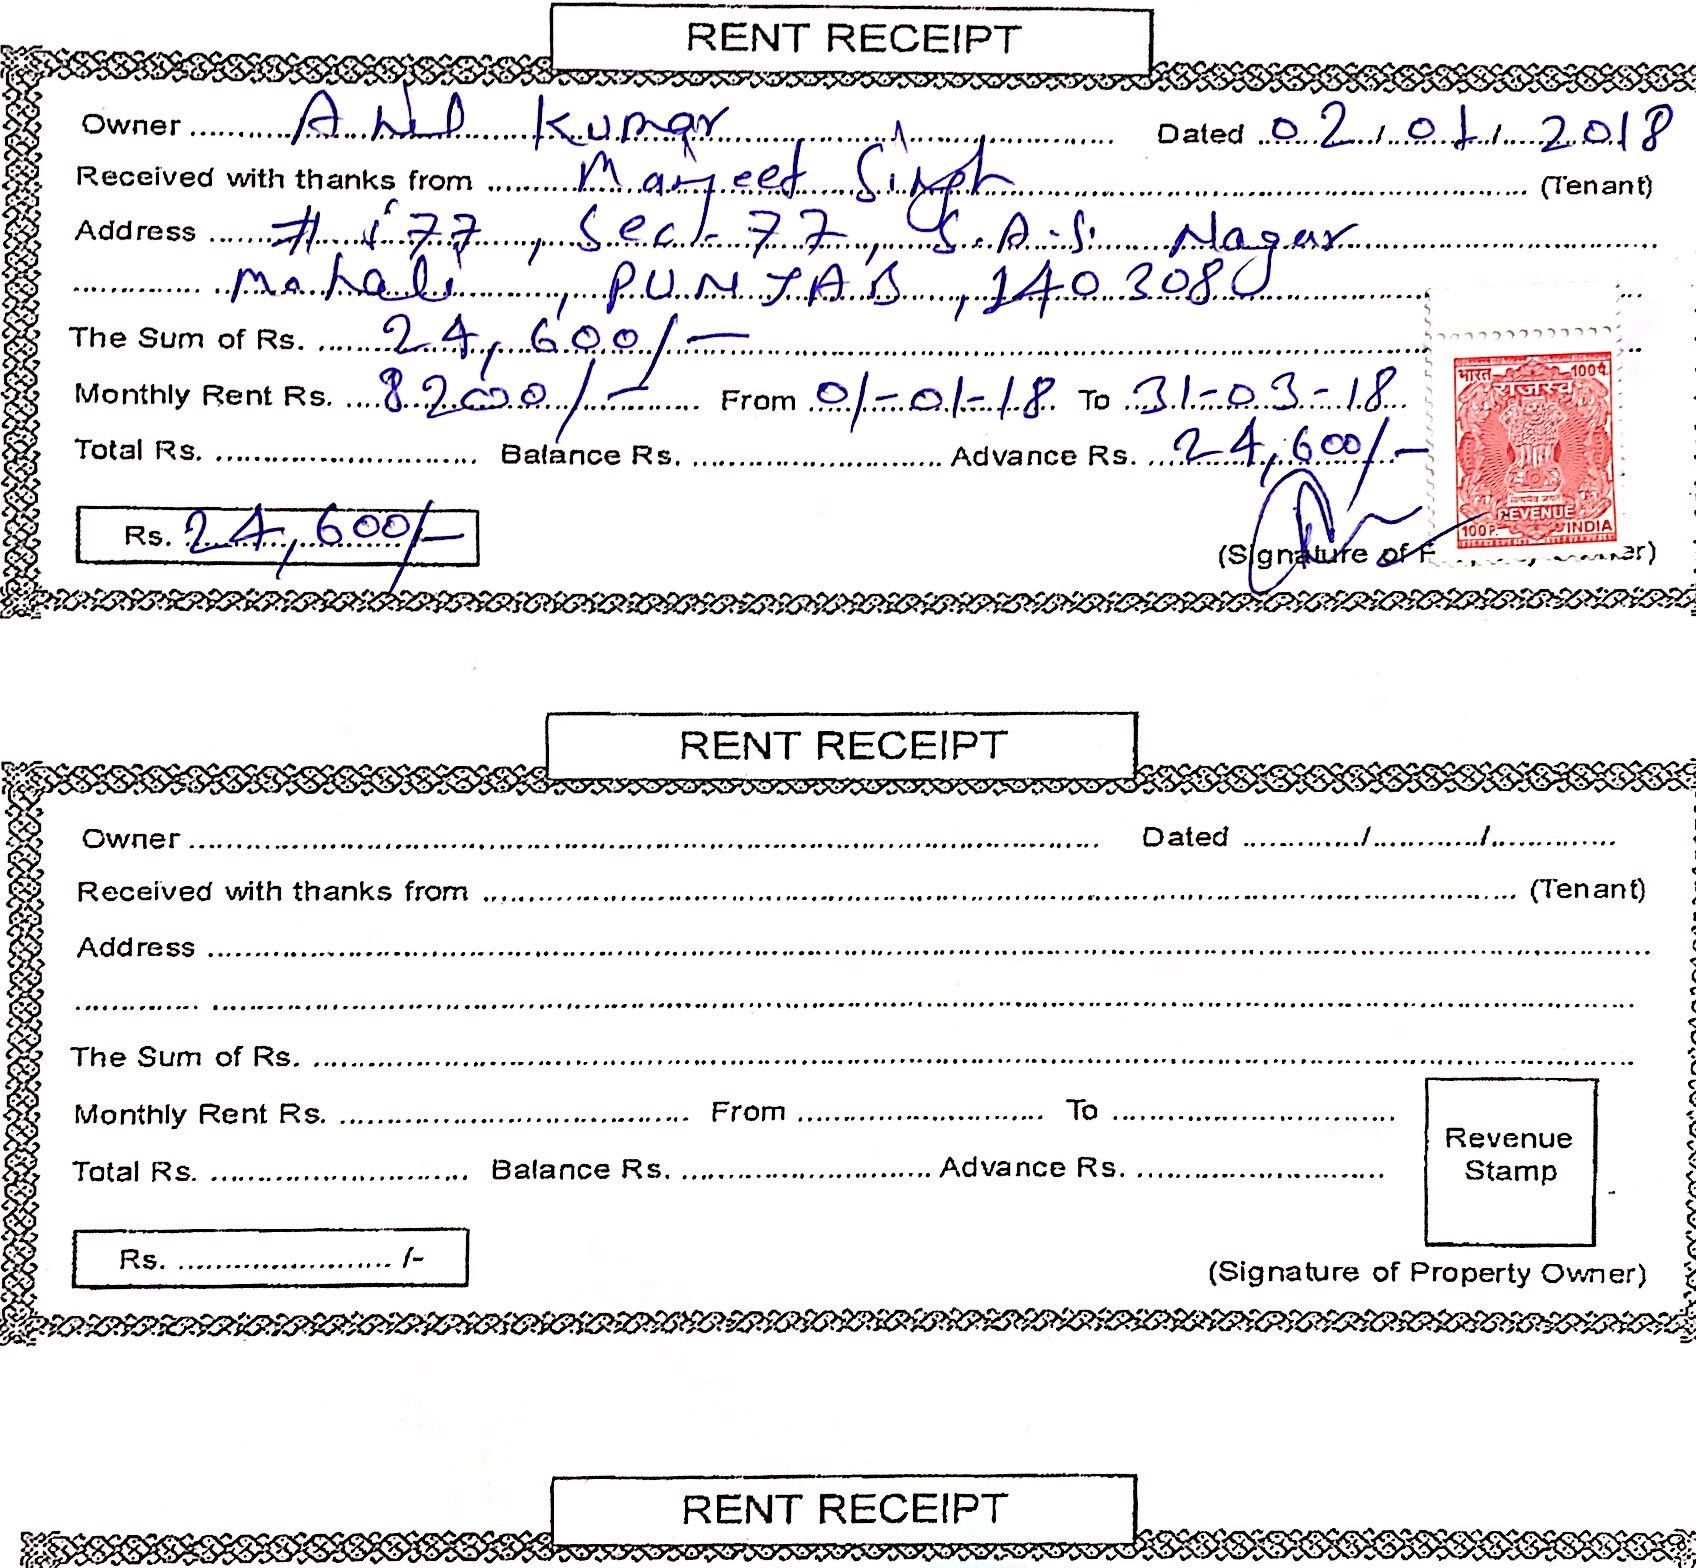 RENT RECEIPT
Owner ........... Anil Kumar ........... Dated 02/01/2018
Received with thanks from ........... Manjeet Singh ........... (Tenant)
Address ........... # 177, Sec-77, S.A.S. Nagar
Mohali, PUNJAB, 140308
The Sum of Rs. ........... 24,600/-
Monthly Rent Rs. .... 8200/- ........... From 01-01-18 To 31-03-18
Total Rs. ........... Balance Rs. ........... Advance Rs. 24,600/-
भारत 100 राजस्व
REVENUE
100 P. INDIA
Rs. 24,600/-
(Signature of
RENT RECEIPT
Owner ........... Dated .........../.........../...........
Received with thanks from ........... (Tenant)
Address ...........
The Sum of Rs. ...........
Monthly Rent Rs. ........... From ........... To ...........
Total Rs. ........... Balance Rs. ........... Advance Rs. ...........
Revenue
Stamp
Rs. ........... /-
(Signature of Property Owner)
RENT RECEIPT